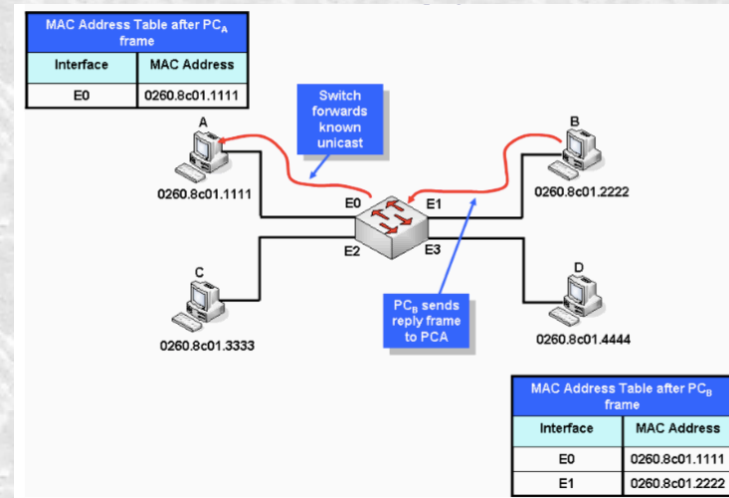 MAC Address Table after PCA
frame
Interface MAC Address
E0 0260.8c01.1111
Switch
forwards
known
unicast
A
B
0260.8c01.1111
0260.8c01.2222
E0 E1
E2 E3
C
D
PCB sends
reply frame
to PCA
0260.8c01.3333
0260.8c01.4444
MAC Address Table after PCB
frame
Interface MAC Address
E0 0260.8c01.1111
E1 0260.8c01.2222